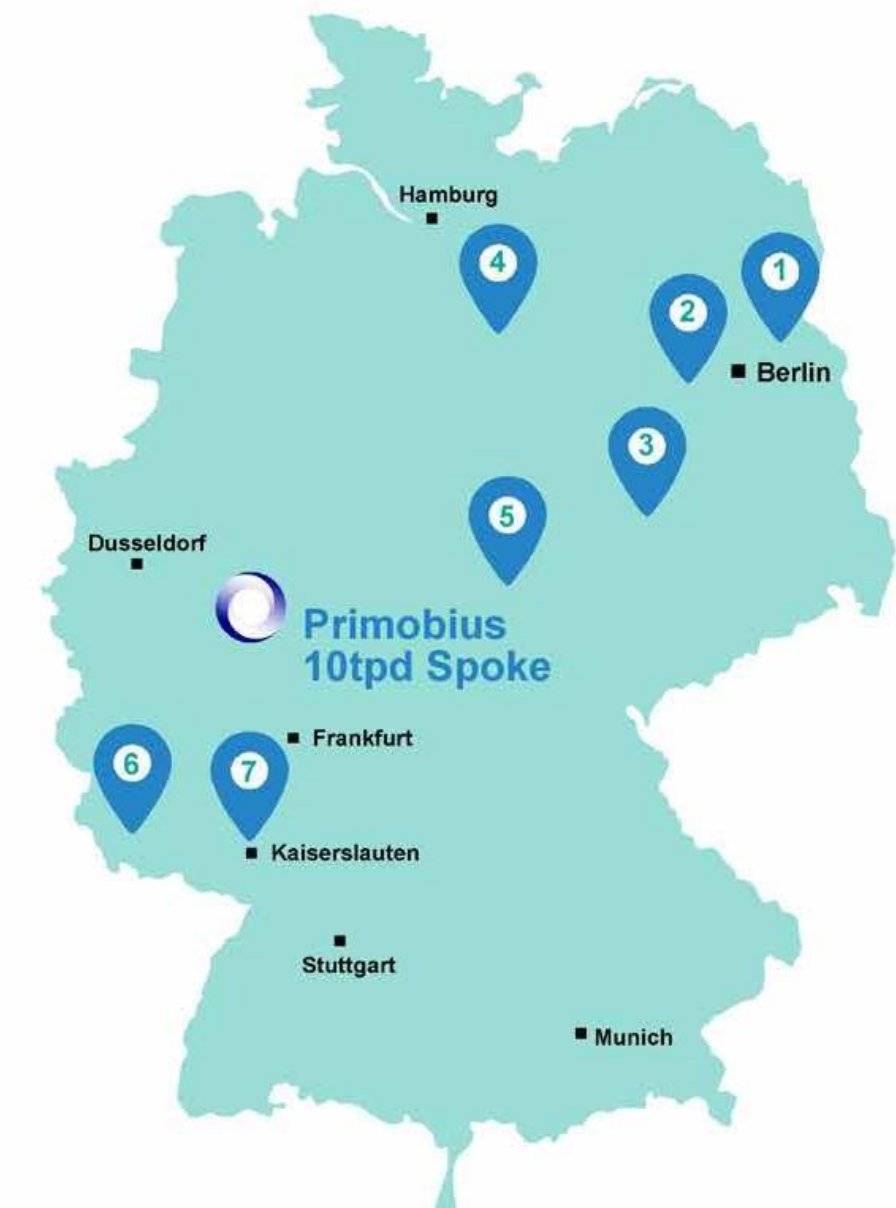 Hamburg
4
1
2
Berlin
3
5
Dusseldorf
Primobius
10tpd Spoke
Frankfurt
6
7
Kaiserslauten
Stuttgart
Munich